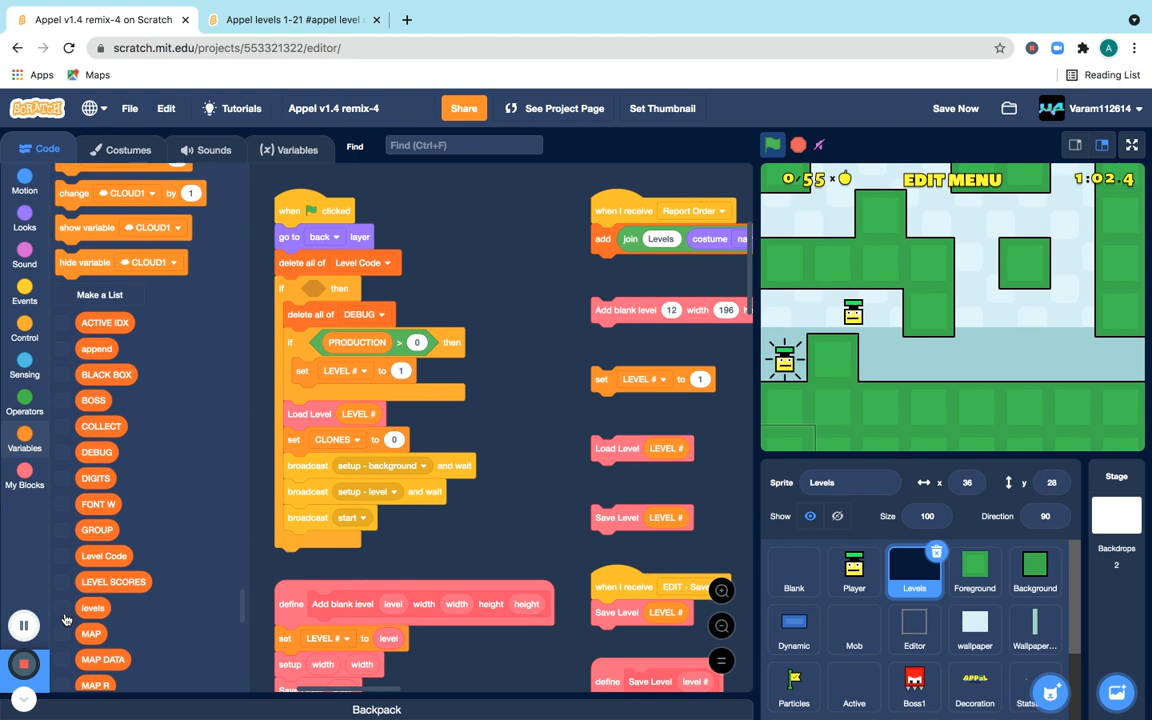 Appel v1.4 remix-4 on Scratch
Appel levels 1-21 #appel level
scratch.mit.edu/projects/553321322/editor/
A
Apps
Maps
Reading List
SCRATCH
File
Edit
Tutorials
Appel v1.4 remix-4
Share
See Project Page
Set Thumbnail
Save Now
Varam112614
Code
Costumes
Sounds
(x) Variables
Find
Find (Ctrl+F)
Motion
Looks
Sound
Events
Control
Sensing
Operators
Variables
My Blocks
change CLOUD1 by 1
show variable CLOUD1
hide variable CLOUD1
Make a List
ACTIVE IDX
append
BLACK BOX
BOSS
COLLECT
DEBUG
DIGITS
FONT W
GROUP
Level Code
LEVEL SCORES
levels
MAP
MAP DATA
MAP R
when clicked
go to back layer
delete all of Level Code
if then
delete all of DEBUG
if PRODUCTION > 0 then
set LEVEL # to 1
Load Level LEVEL #
set CLONES to 0
broadcast setup - background and wait
broadcast setup - level and wait
broadcast start
define Add blank level level width width height height
set LEVEL # to level
setup width width
when I receive Report Order
add join Levels costume na
Add blank level 12 width 196 h
set LEVEL # to 1
Load Level LEVEL #
Save Level LEVEL #
when I receive EDIT - Save
Save Level LEVEL #
define Save Level level #
Backpack
0/55 x
EDIT MENU
1:02.4
Sprite Levels x 36 y 28
Show Size 100 Direction 90
Blank
Player
Levels
Foreground
Background
Dynamic
Mob
Editor
wallpaper
Wallpaper...
Particles
Active
Boss1
Decoration
Stage
Backdrops
2